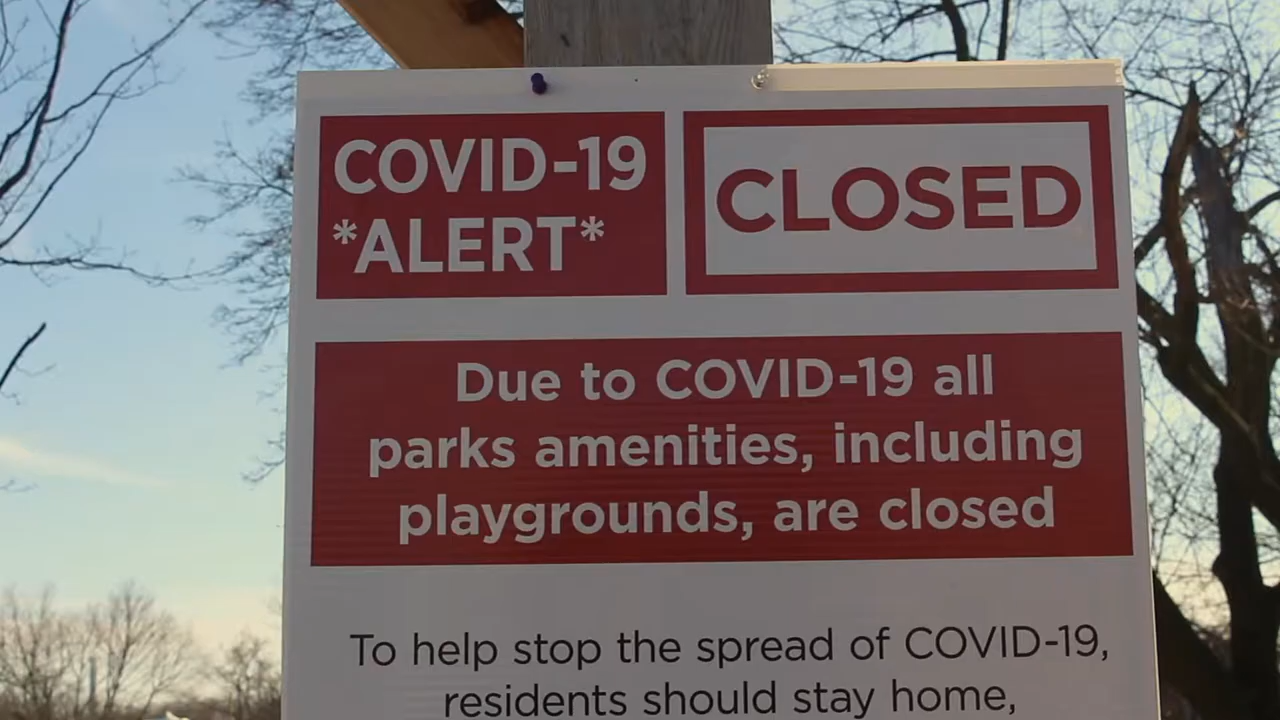 COVID-19
*ALERT*
CLOSED
Due to COVID-19 all
parks amenities, including
playgrounds, are closed
To help stop the spread of COVID-19,
residents should stay home,